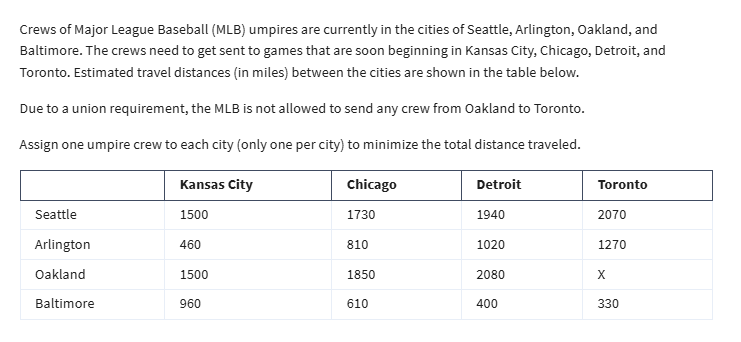 Crews of Major League Baseball (MLB) umpires are currently in the cities of Seattle, Arlington, Oakland, and
Baltimore. The crews need to get sent to games that are soon beginning in Kansas City, Chicago, Detroit, and
Toronto. Estimated travel distances (in miles) between the cities are shown in the table below.
Due to a union requirement, the MLB is not allowed to send any crew from Oakland to Toronto.
Assign one umpire crew to each city (only one per city) to minimize the total distance traveled.
Kansas City Chicago Detroit Toronto
Seattle 1500 1730 1940 2070
Arlington 460 810 1020 1270
Oakland 1500 1850 2080 X
Baltimore 960 610 400 330